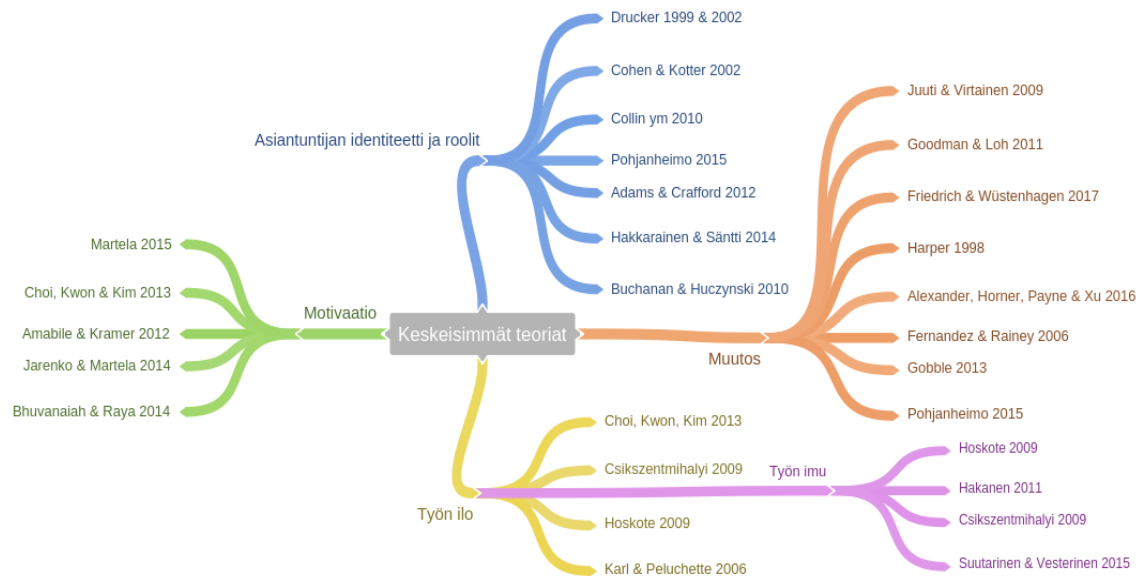 Keskeisimmät teoriat
Asiantuntijan identiteetti ja roolit
Drucker 1999 & 2002
Cohen & Kotter 2002
Collin ym 2010
Pohjanheimo 2015
Adams & Crafford 2012
Hakkarainen & Säntti 2014
Buchanan & Huczynski 2010
Muutos
Juuti & Virtainen 2009
Goodman & Loh 2011
Friedrich & Wüstenhagen 2017
Harper 1998
Alexander, Horner, Payne & Xu 2016
Fernandez & Rainey 2006
Gobble 2013
Pohjanheimo 2015
Motivaatio
Martela 2015
Choi, Kwon & Kim 2013
Amabile & Kramer 2012
Jarenko & Martela 2014
Bhuvanaiah & Raya 2014
Työn ilo
Choi, Kwon, Kim 2013
Csikszentmihalyi 2009
Hoskote 2009
Karl & Peluchette 2006
Työn imu
Hoskote 2009
Hakanen 2011
Csikszentmihalyi 2009
Suutarinen & Vesterinen 2015